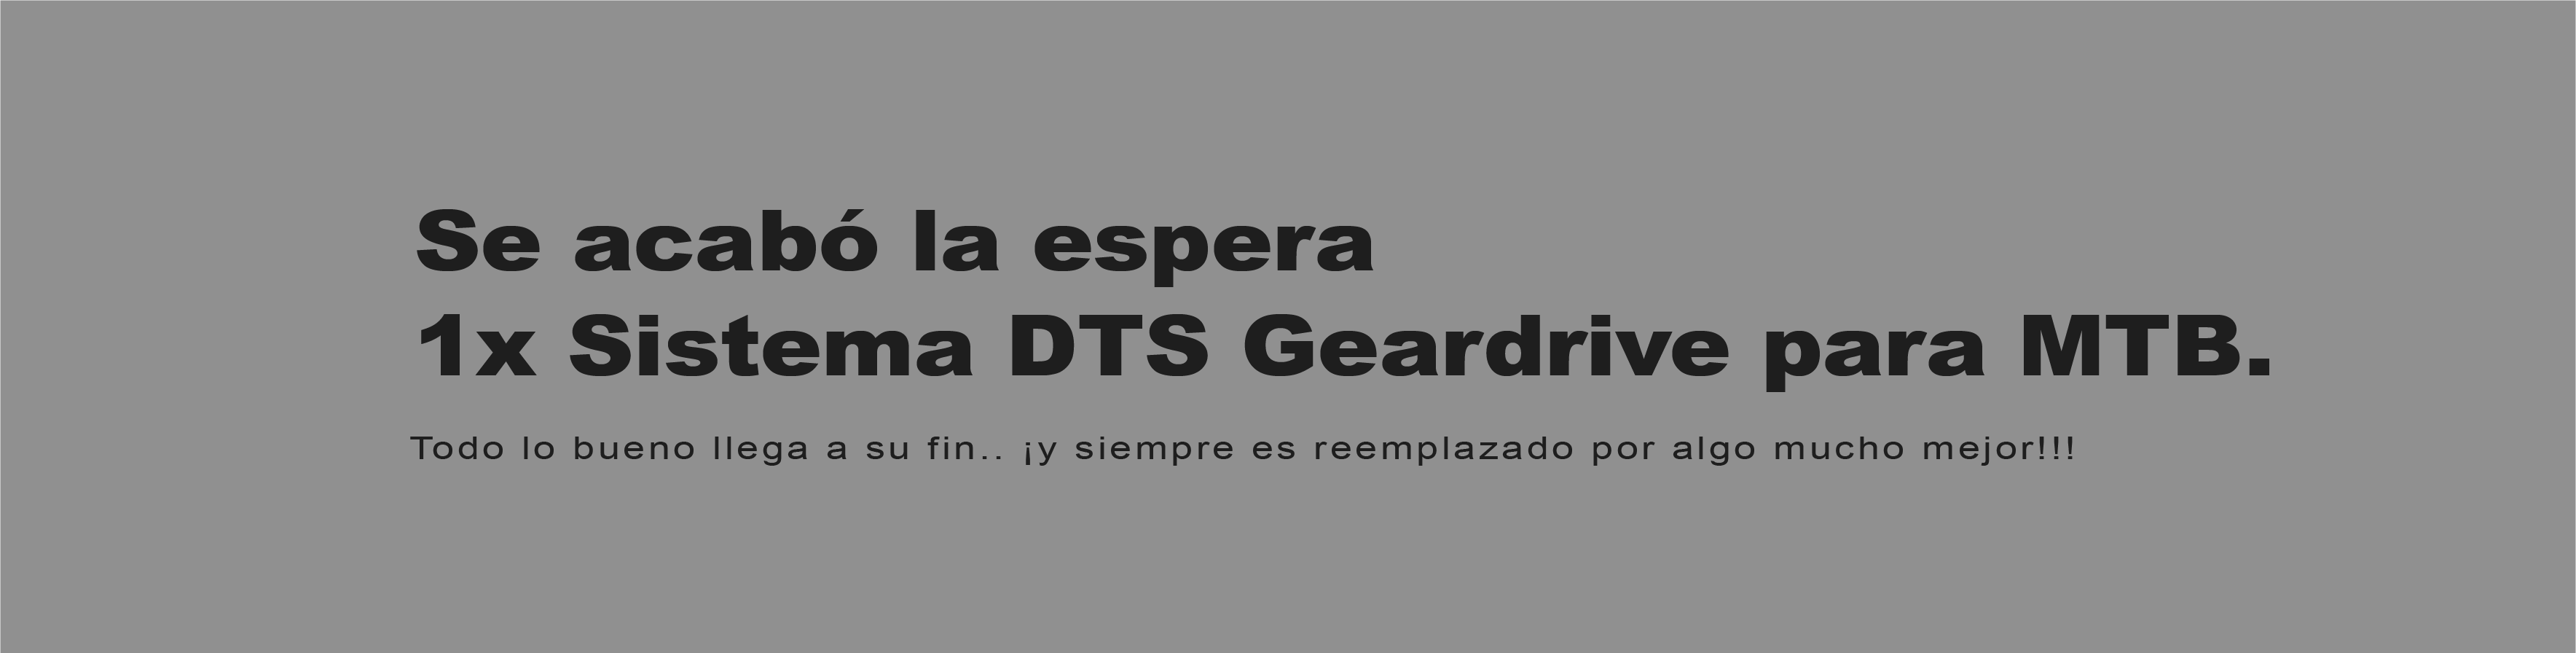 Se acabó la espera
1x Sistema DTS Geardrive para MTB.
Todo lo bueno llega a su fin.. ¡y siempre es reemplazado por algo mucho mejor!!!